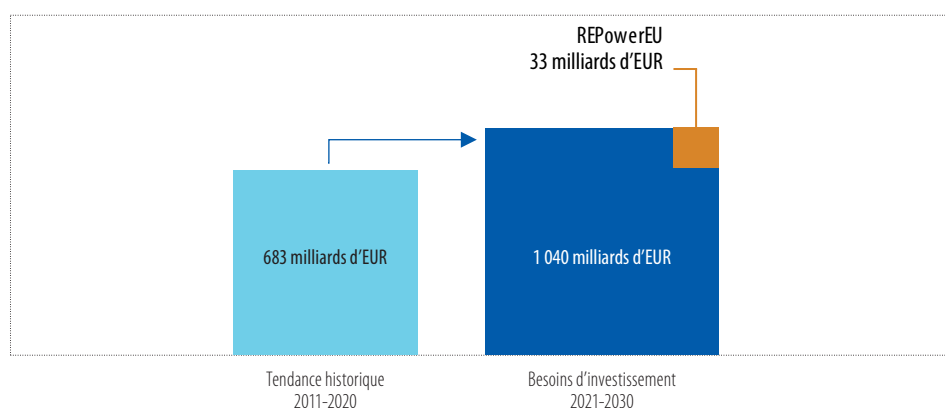 REPowerEU
33 milliards d'EUR
683 milliards d'EUR
1 040 milliards d'EUR
Tendance historique
2011-2020
Besoins d'investissement
2021-2030